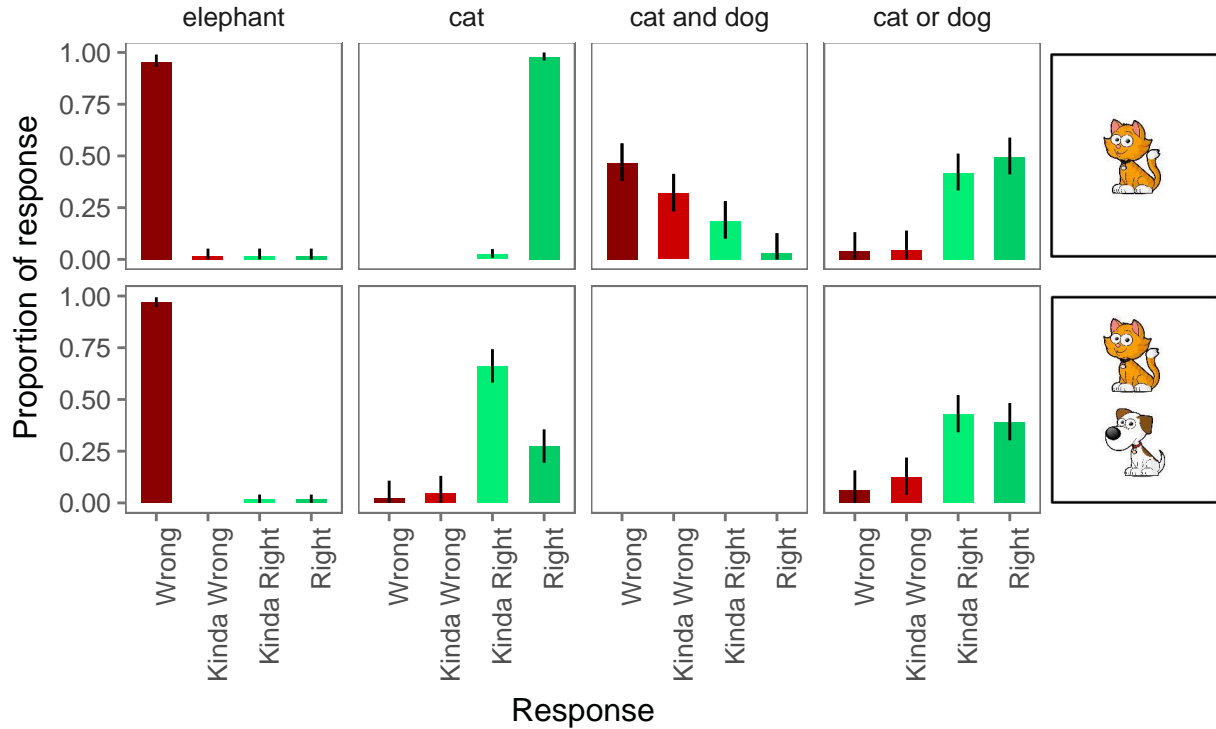 elephant cat cat and dog cat or dog
Proportion of response
1.00
0.75
0.50
0.25
0.00
1.00
0.75
0.50
0.25
0.00
Wrong
Kinda Wrong
Kinda Right
Right
Wrong
Kinda Wrong
Kinda Right
Right
Wrong
Kinda Wrong
Kinda Right
Right
Wrong
Kinda Wrong
Kinda Right
Right
Response